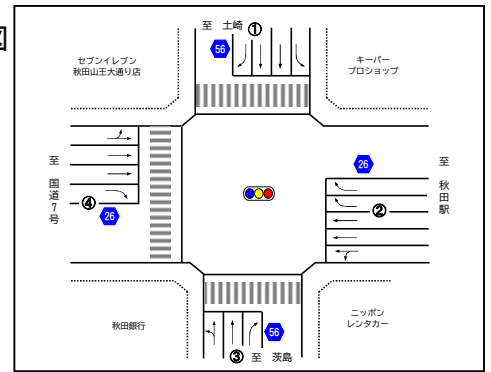 図
至 土崎 ①
56
セブンイレブン
秋田山王大通り店
キーパー
プロショップ
至
国
道
7
号
④
26
26
至
秋
田
駅
②
秋田銀行
56
③ 至 茨島
ニッポン
レンタカー